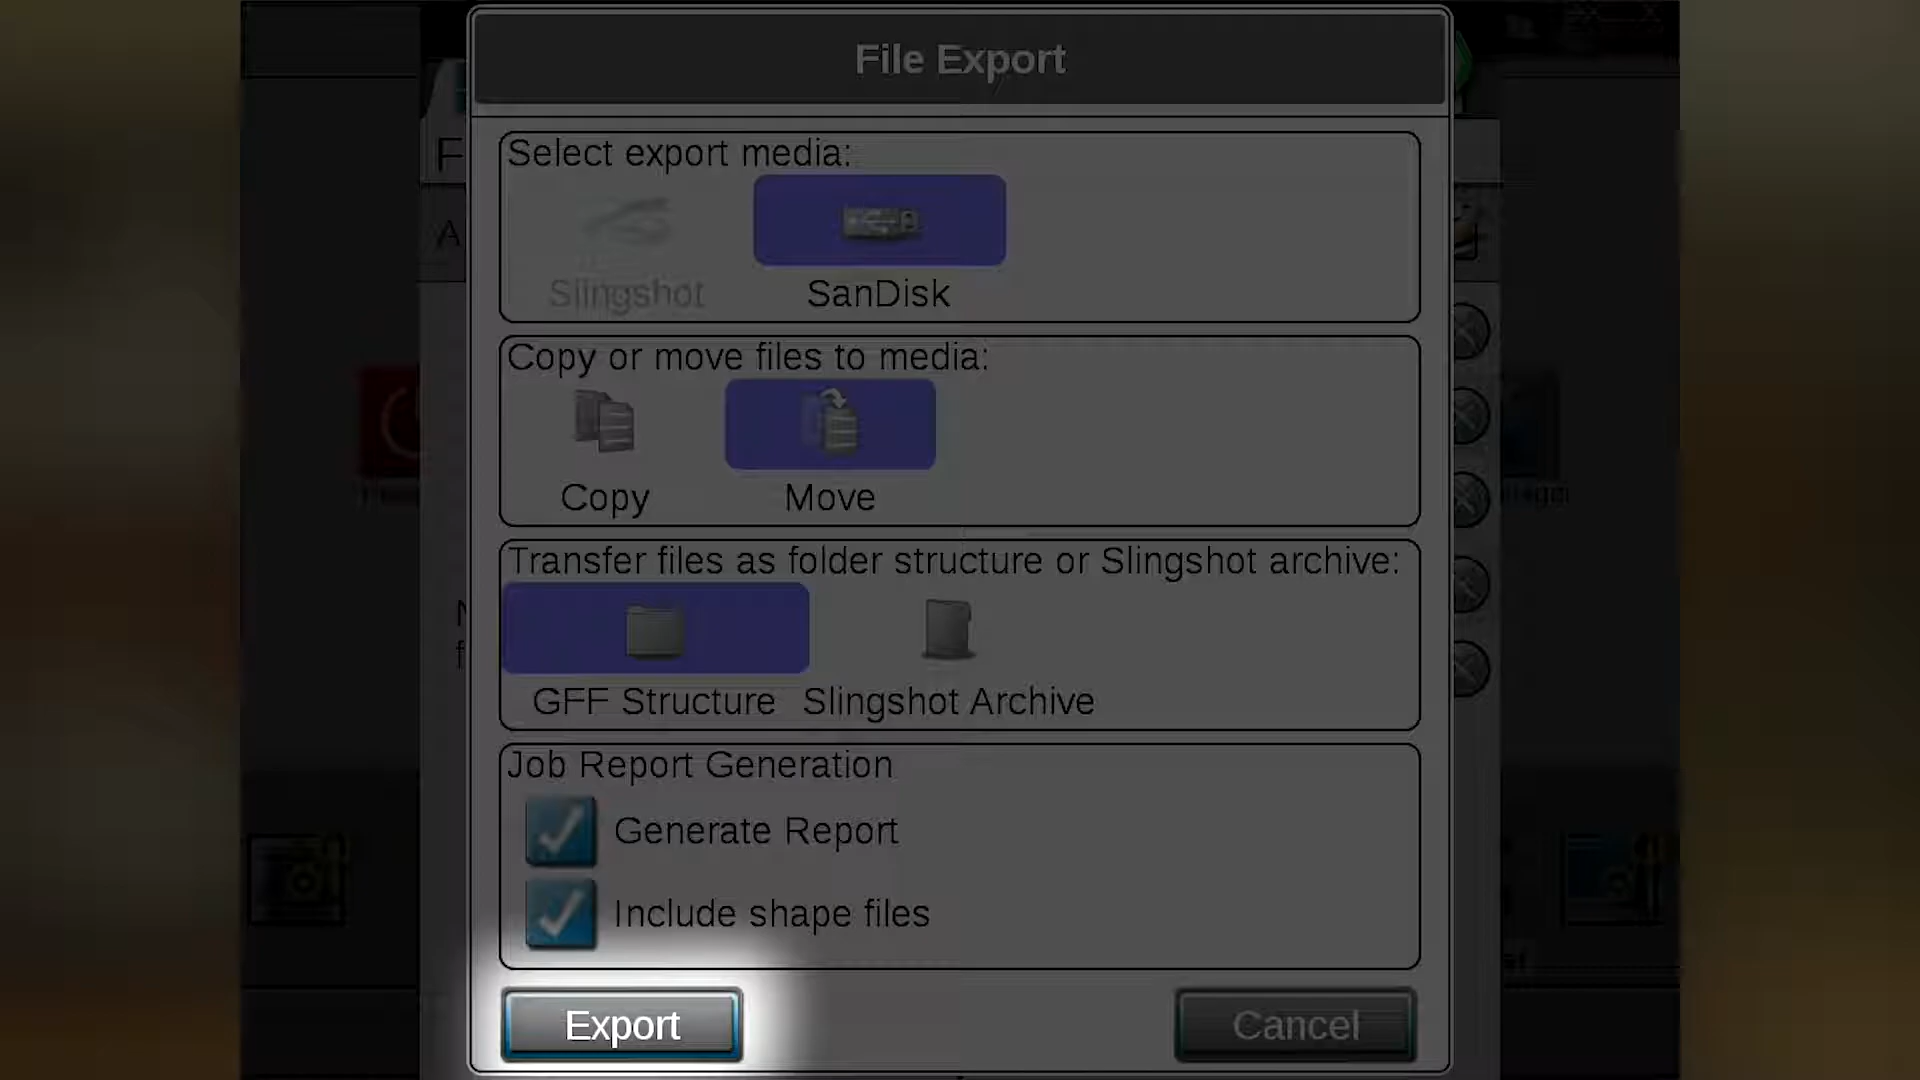 File Export
Select export media:
Slingshot
SanDisk
Copy or move files to media:
Copy
Move
Transfer files as folder structure or Slingshot archive:
GFF Structure
Slingshot Archive
Job Report Generation
Generate Report
Include shape files
Export
Cancel